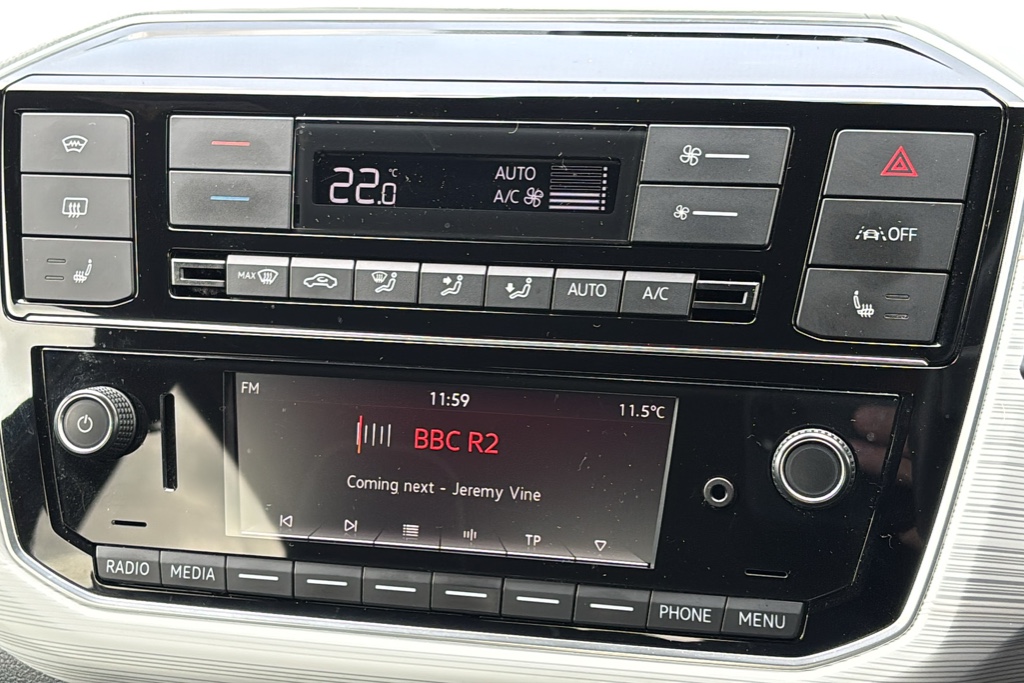 22.0 °C
AUTO
A/C
OFF
MAX
AUTO
A/C
FM
11:59
11.5°C
BBC R2
Coming next - Jeremy Vine
TP
RADIO
MEDIA
PHONE
MENU